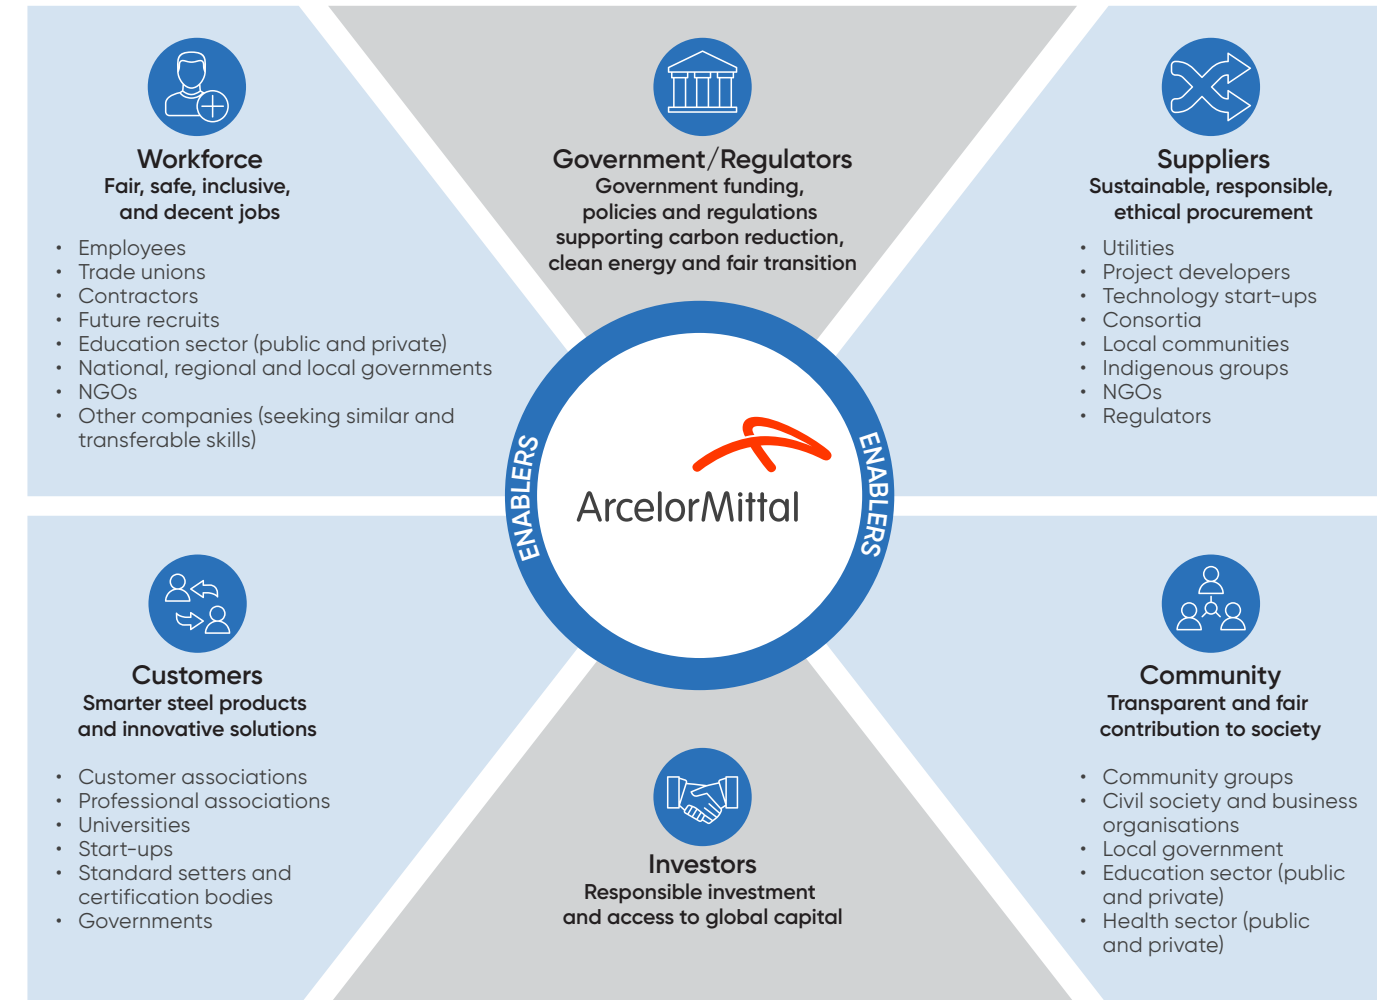 Workforce
Fair, safe, inclusive,
and decent jobs
• Employees
• Trade unions
• Contractors
• Future recruits
• Education sector (public and private)
• National, regional and local governments
• NGOs
• Other companies (seeking similar and
transferable skills)
Government/Regulators
Government funding,
policies and regulations
supporting carbon reduction,
clean energy and fair transition
Suppliers
Sustainable, responsible,
ethical procurement
• Utilities
• Project developers
• Technology start-ups
• Consortia
• Local communities
• Indigenous groups
• NGOs
• Regulators
ENABLERS
ArcelorMittal
ENABLERS
Customers
Smarter steel products
and innovative solutions
• Customer associations
• Professional associations
• Universities
• Start-ups
• Standard setters and
certification bodies
• Governments
Investors
Responsible investment
and access to global capital
Community
Transparent and fair
contribution to society
• Community groups
• Civil society and business
organisations
• Local government
• Education sector (public
and private)
• Health sector (public
and private)